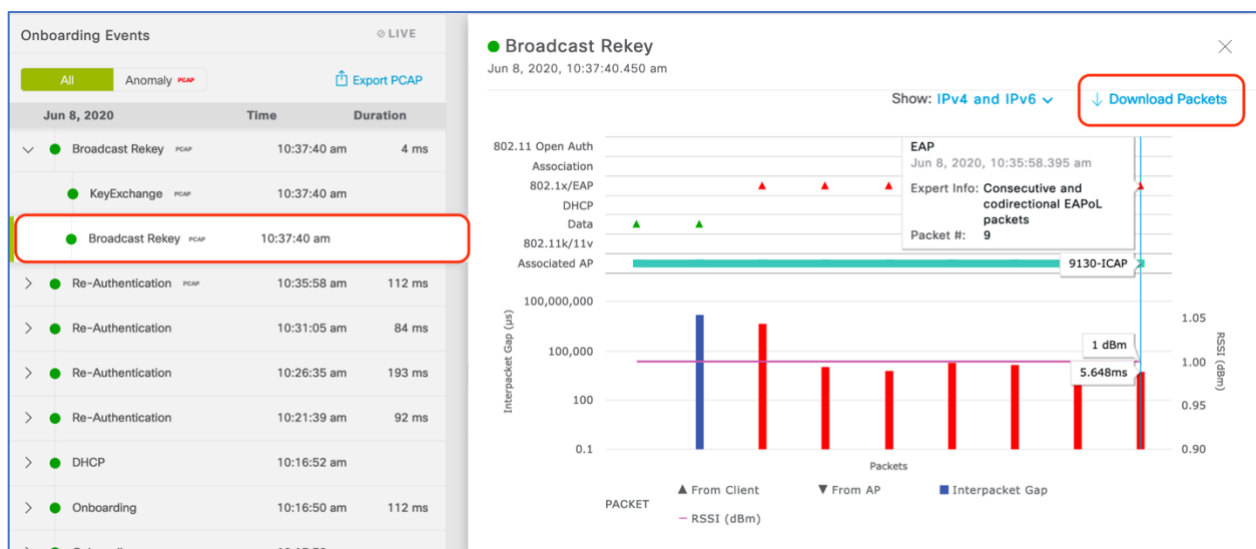 Onboarding Events
LIVE
All
Anomaly PCAP
Export PCAP
Jun 8, 2020 Time Duration
Broadcast Rekey PCAP 10:37:40 am 4 ms
KeyExchange PCAP 10:37:40 am
Broadcast Rekey PCAP 10:37:40 am
Re-Authentication PCAP 10:35:58 am 112 ms
Re-Authentication 10:31:05 am 84 ms
Re-Authentication 10:26:35 am 193 ms
Re-Authentication 10:21:39 am 92 ms
DHCP 10:16:52 am
Onboarding 10:16:50 am 112 ms
Broadcast Rekey
Jun 8, 2020, 10:37:40.450 am
Show: IPv4 and IPv6
Download Packets
802.11 Open Auth
Association
802.1x/EAP
DHCP
Data
802.11k/11v
Associated AP
EAP
Jun 8, 2020, 10:35:58.395 am
Expert Info: Consecutive and
codirectional EAPoL
packets
Packet #: 9
9130-ICAP
Interpacket Gap (μs)
100,000,000
100,000
100
0.1
1 dBm
5.648ms
1.05
1.00
0.95
0.90
RSSI (dBm)
Packets
PACKET
From Client
From AP
Interpacket Gap
RSSI (dBm)